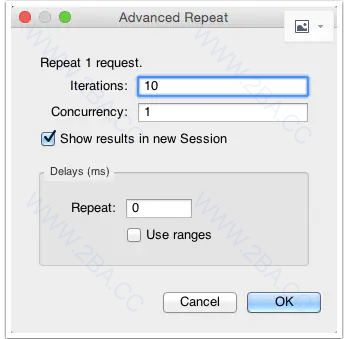 Advanced Repeat
Repeat 1 request.
Iterations: 10
Concurrency: 1
Show results in new Session
Delays (ms)
Repeat: 0
Use ranges
Cancel OK
WWW.2BA.CC
WWW.2BA.CC
WWW.2BA.CC
WWW.2BA.CC